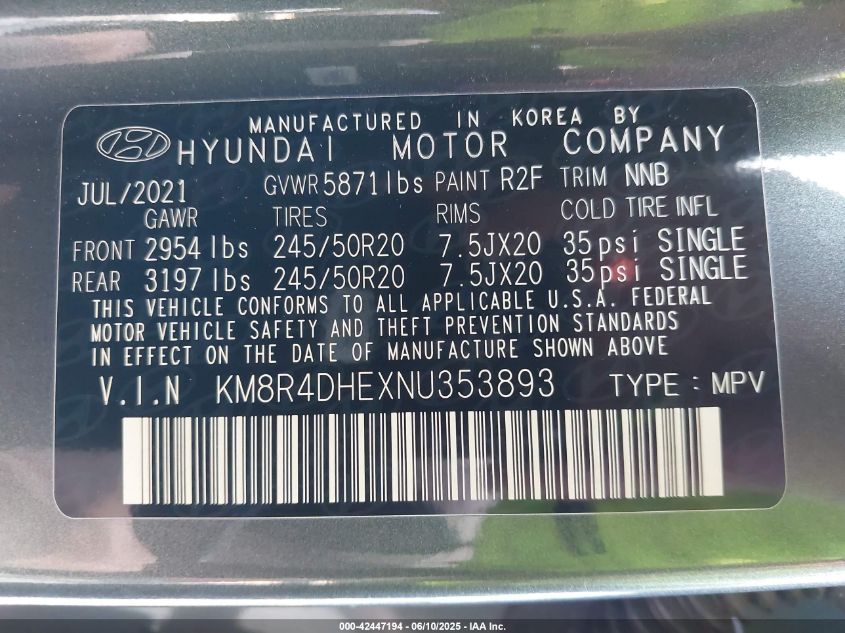 MANUFACTURED IN KOREA BY
HYUNDAI MOTOR COMPANY
JUL/2021 GVWR 5871lbs PAINT R2F TRIM NNB
GAWR TIRES RIMS COLD TIRE INFL
FRONT 2954 lbs 245/50R20 7.5JX20 35psi SINGLE
REAR 3197 lbs 245/50R20 7.5JX20 35psi SINGLE
THIS VEHICLE CONFORMS TO ALL APPLICABLE U.S.A. FEDERAL
MOTOR VEHICLE SAFETY AND THEFT PREVENTION STANDARDS
IN EFFECT ON THE DATE OF MANUFACTURE SHOWN ABOVE
V.I.N KM8R4DHEXNU353893 TYPE : MPV
000-42447194 - 06/10/2025 - IAA Inc.